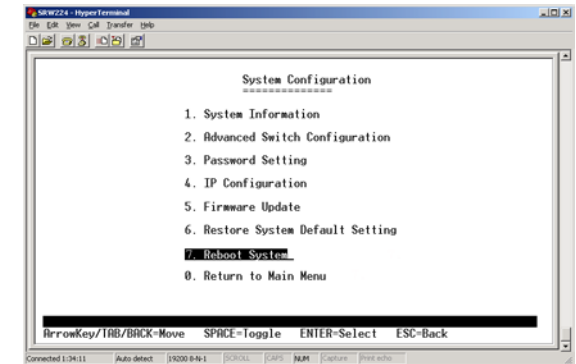 SRW224 - HyperTerminal
File Edit View Call Transfer Help
System Configuration
==============
1. System Information
2. Advanced Switch Configuration
3. Password Setting
4. IP Configuration
5. Firmware Update
6. Restore System Default Setting
7. Reboot System
0. Return to Main Menu
ArrowKey/TAB/BACK=Move SPACE=Toggle ENTER=Select ESC=Back
Connected 1:34:11 Auto detect 19200 8-N-1 SCROLL CAPS NUM Capture Print echo